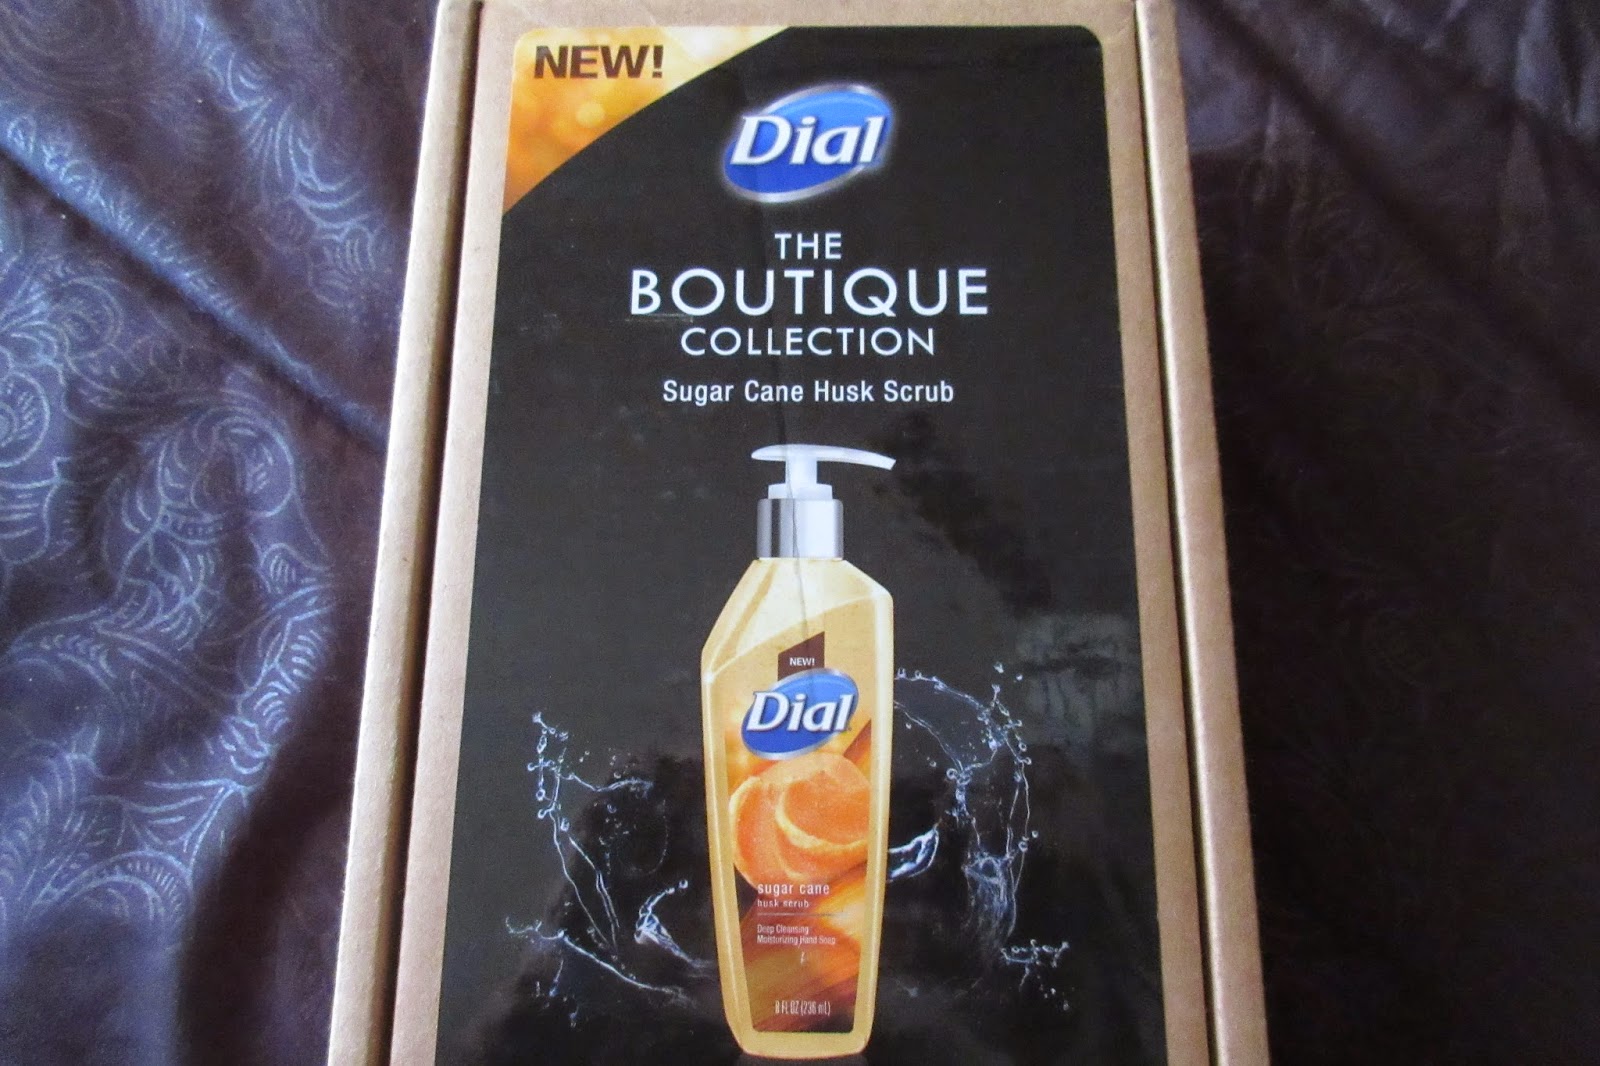 NEW!
Dial
THE
BOUTIQUE
COLLECTION
Sugar Cane Husk Scrub
NEW!
Dial
sugar cane
husk scrub
Deep Cleansing
Moisturizing Hand Soap
8 FL OZ (236 mL)